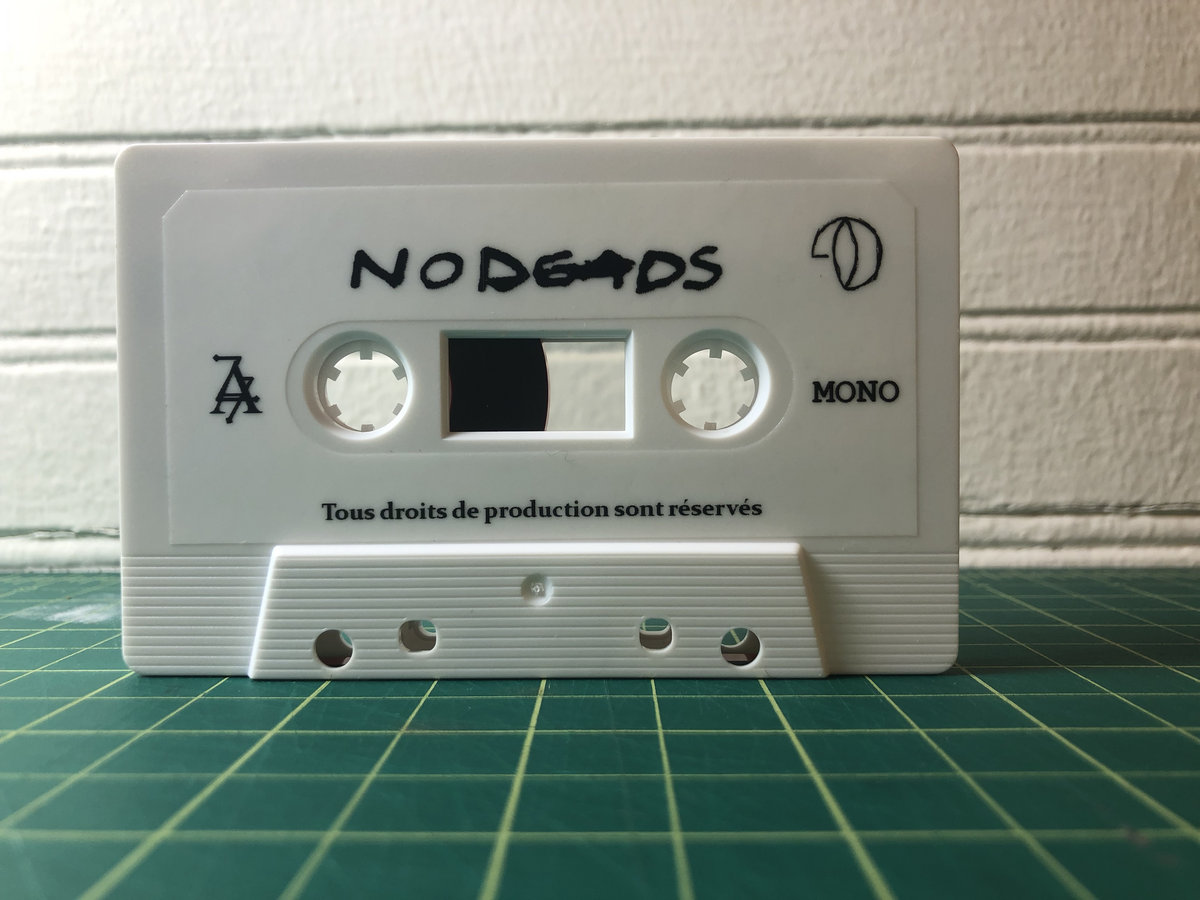 NODEADS
A
MONO
Tous droits de production sont réservés